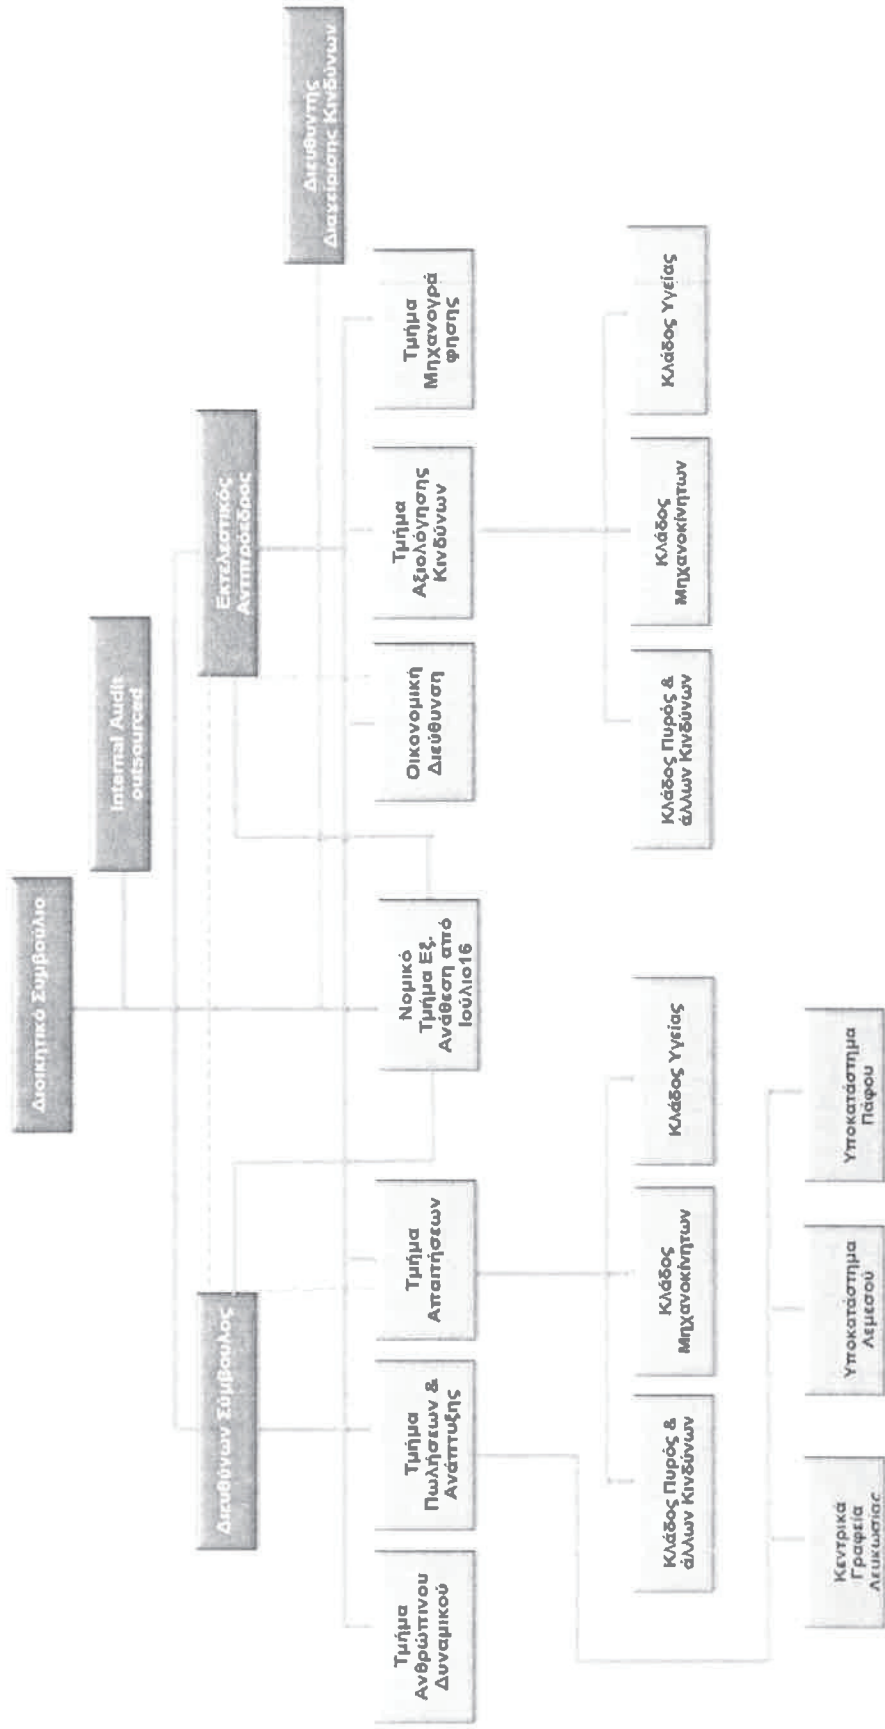 Διοικητικό Συμβούλιο
Internal Audit
outsourced
Διευθύνων Σύμβουλος
Εκτελεστικός
Αντιπρόεδρος
Διευθυντής
Διαχείρισης Κινδύνων
Τμήμα
Ανθρώπινου
Δυναμικού
Τμήμα
Πωλήσεων &
Ανάπτυξης
Τμήμα
Απαιτήσεων
Νομικό
Τμήμα Εξ.
Ανάθεση από
Ιούλιο16
Οικονομική
Διεύθυνση
Τμήμα
Αξιολόγησης
Κινδύνων
Τμήμα
Μηχανογρά
φησης
Κλάδος Πυρός &
άλλων Κινδύνων
Κλάδος
Μηχανοκίνητων
Κλάδος Υγείας
Κλάδος Πυρός &
άλλων Κινδύνων
Κλάδος
Μηχανοκίνητων
Κλάδος Υγείας
Κεντρικά
Γραφεία
Λευκωσίας
Υποκατάστημα
Λεμεσού
Υποκατάστημα
Πάφου